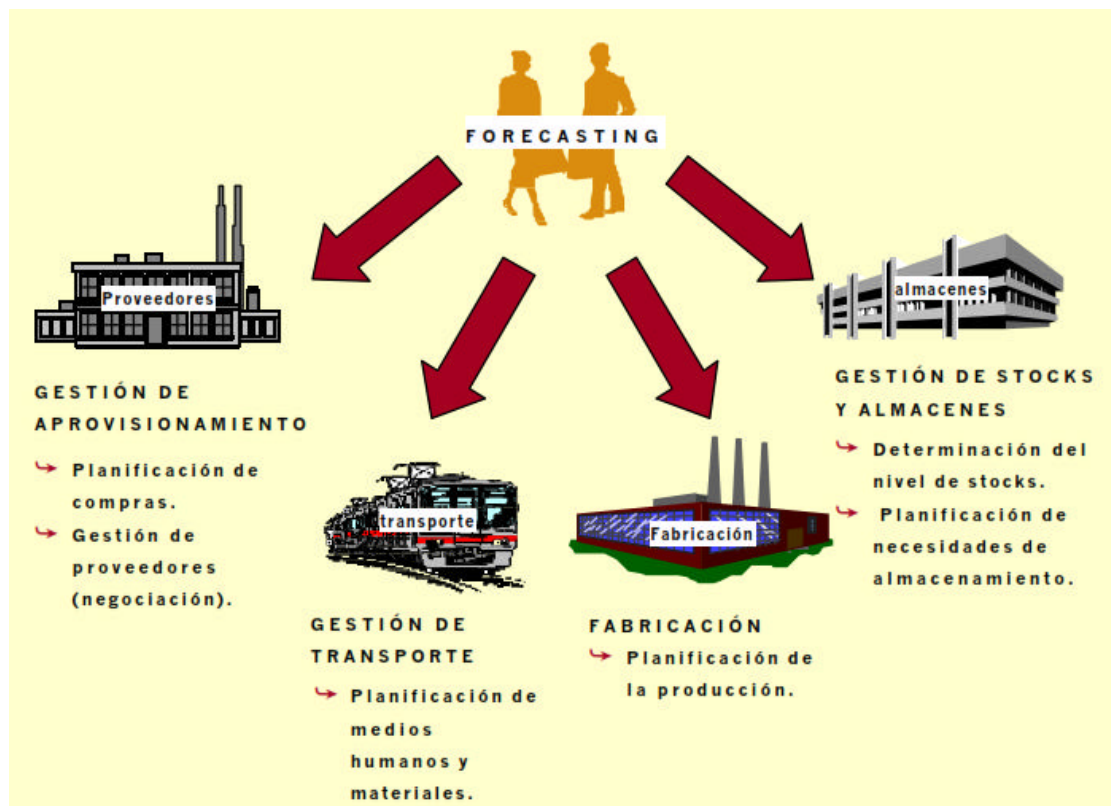 FORECASTING
Proveedores
GESTIÓN DE
APROVISIONAMIENTO
Planificación de
compras.
Gestión de
proveedores
(negociación).
transporte
GESTIÓN DE
TRANSPORTE
Planificación de
medios
humanos y
materiales.
Fabricación
FABRICACIÓN
Planificación de
la producción.
almacenes
GESTIÓN DE STOCKS
Y ALMACENES
Determinación del
nivel de stocks.
Planificación de
necesidades de
almacenamiento.